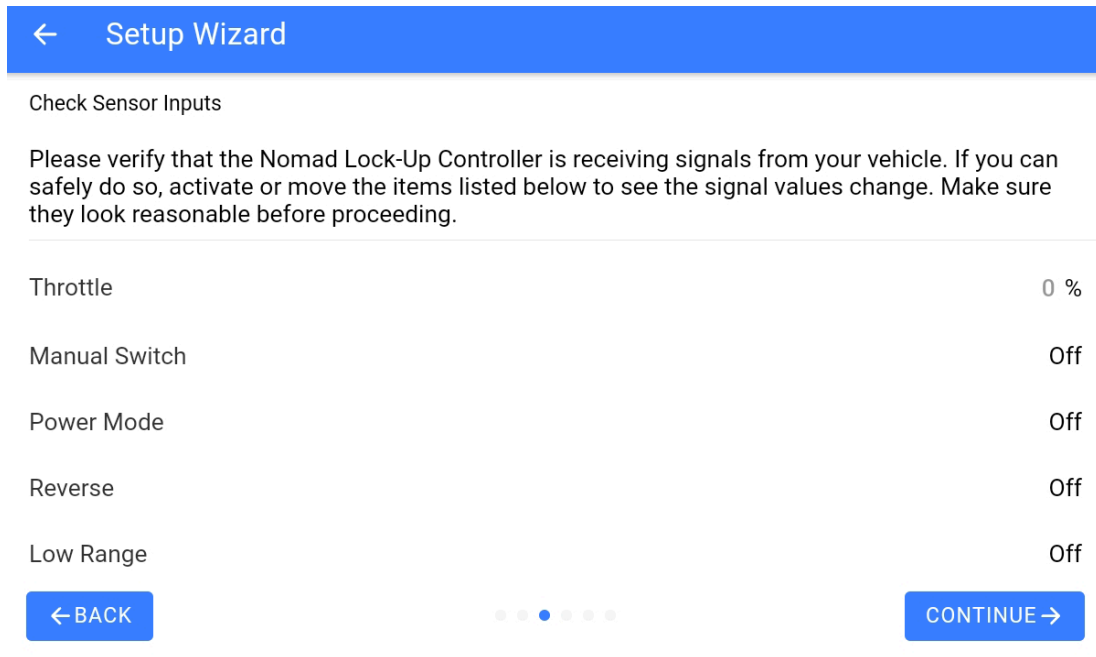 Setup Wizard
Check Sensor Inputs
Please verify that the Nomad Lock-Up Controller is receiving signals from your vehicle. If you can
safely do so, activate or move the items listed below to see the signal values change. Make sure
they look reasonable before proceeding.
Throttle 0 %
Manual Switch Off
Power Mode Off
Reverse Off
Low Range Off
BACK CONTINUE